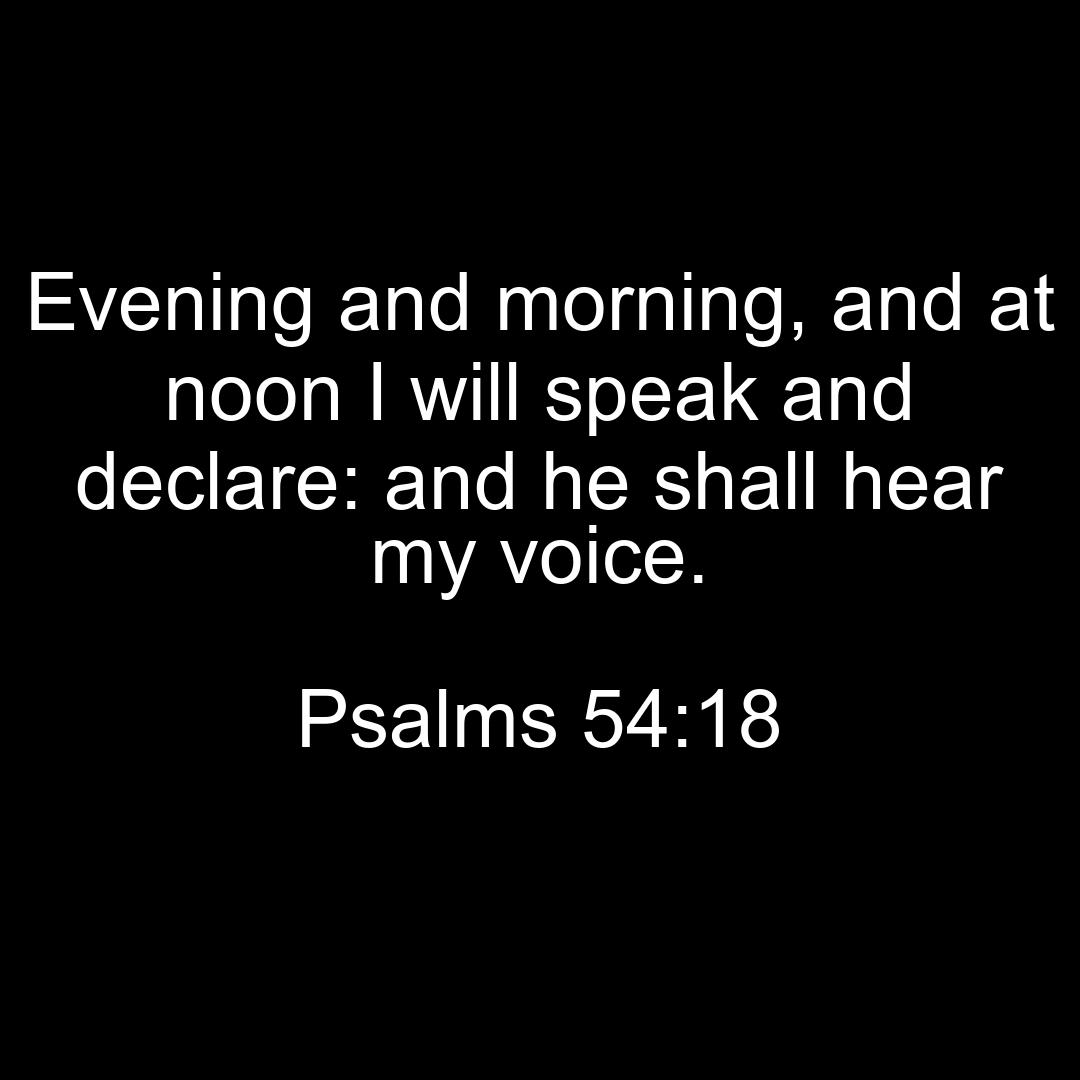 Evening and morning, and at
noon I will speak and
declare: and he shall hear
my voice.
Psalms 54:18